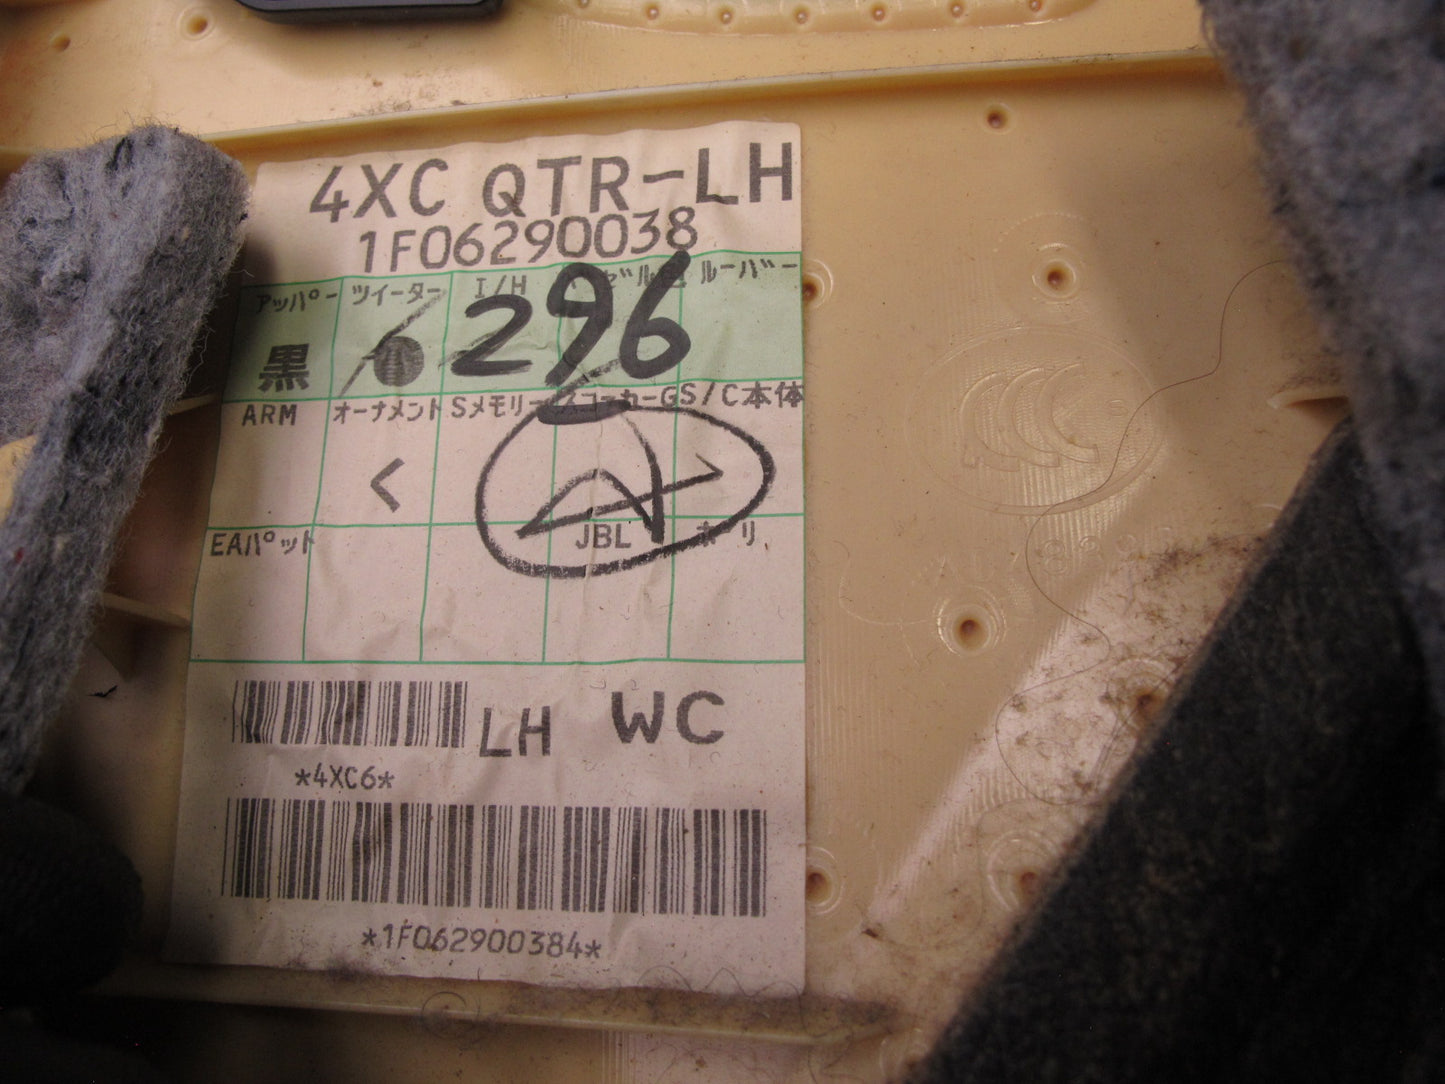 4XC QTR-LH
1F06290038
アッパー ツイーター I/H ルーバー
黒
296
ARM オーナメント Sメモリー GS/C本体
<
EAパット JBL
LH WC
*4XC6*
*1F062900384*